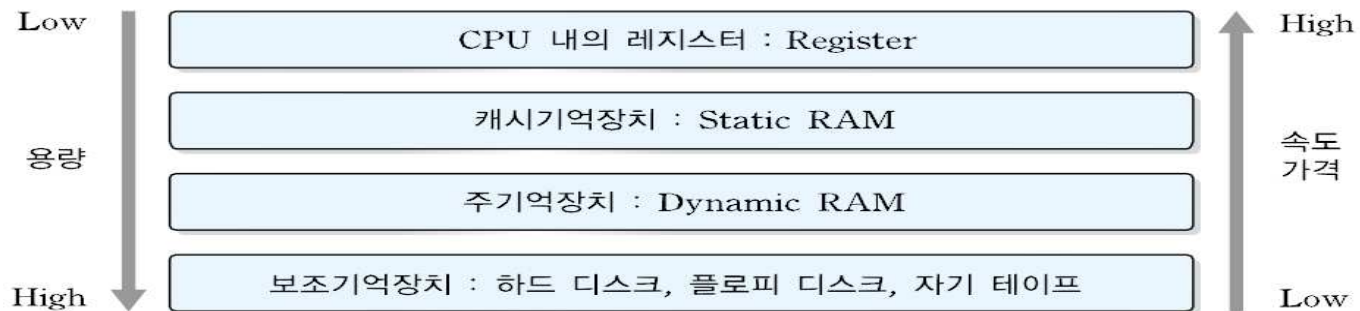 Low
High
CPU 내의 레지스터 : Register
캐시기억장치 : Static RAM
용량
속도
가격
주기억장치 : Dynamic RAM
보조기억장치 : 하드 디스크, 플로피 디스크, 자기 테이프
High
Low